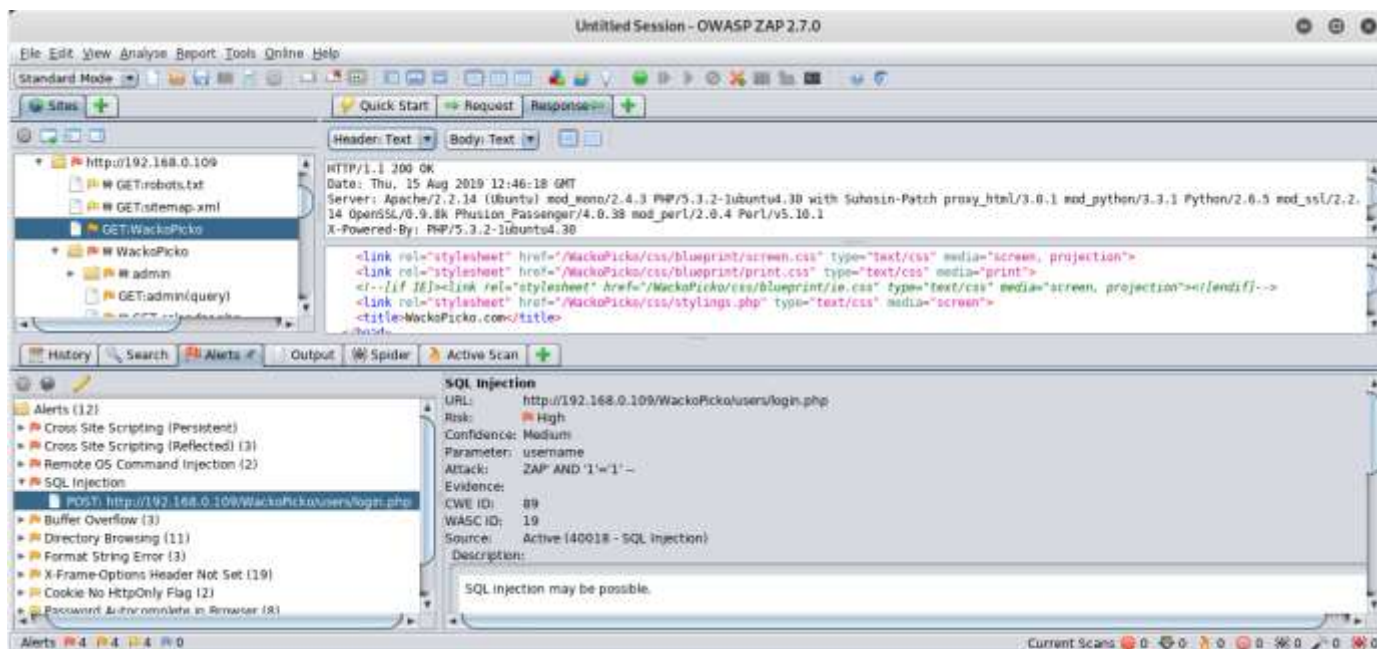 Untitled Session - OWASP ZAP 2.7.0
File Edit View Analyse Report Tools Online Help
Standard Mode
Sites
Quick Start Request Response
Header: Text Body: Text
http://192.168.0.109
GET:robots.txt
GET:sitemap.xml
GET:WackoPicko
WackoPicko
admin
GET:admin(query)
HTTP/1.1 200 OK
Date: Thu, 15 Aug 2019 12:46:18 GMT
Server: Apache/2.2.14 (Ubuntu) mod_mono/2.4.3 PHP/5.3.2-1ubuntu4.30 with Suhosin-Patch proxy_html/3.0.1 mod_python/3.3.1 Python/2.6.5 mod_ssl/2.2.
14 OpenSSL/0.9.8k Phusion_Passenger/4.0.38 mod_perl/2.0.4 Perl/v5.10.1
X-Powered-By: PHP/5.3.2-1ubuntu4.30
<link rel="stylesheet" href="/WackoPicko/css/blueprint/screen.css" type="text/css" media="screen, projection">
<link rel="stylesheet" href="/WackoPicko/css/blueprint/print.css" type="text/css" media="print">
<!--[if IE]><link rel="stylesheet" href="/WackoPicko/css/blueprint/ie.css" type="text/css" media="screen, projection"><![endif]-->
<link rel="stylesheet" href="/WackoPicko/css/stylings.php" type="text/css" media="screen">
<title>WackoPicko.com</title>
</head>
History Search Alerts Output Spider Active Scan
Alerts (12)
Cross Site Scripting (Persistent)
Cross Site Scripting (Reflected) (3)
Remote OS Command Injection (2)
SQL Injection
POST: http://192.168.0.109/WackoPicko/users/login.php
Buffer Overflow (3)
Directory Browsing (11)
Format String Error (3)
X-Frame-Options Header Not Set (19)
Cookie No HttpOnly Flag (2)
Password Autocomplete in Browser (8)
SQL Injection
URL: http://192.168.0.109/WackoPicko/users/login.php
Risk: High
Confidence: Medium
Parameter: username
Attack: ZAP' AND '1'='1' --
Evidence:
CWE ID: 89
WASC ID: 19
Source: Active (40018 - SQL Injection)
Description:
SQL injection may be possible.
Alerts 4 4 4 0
Current Scans 0 0 0 0 0 0 0